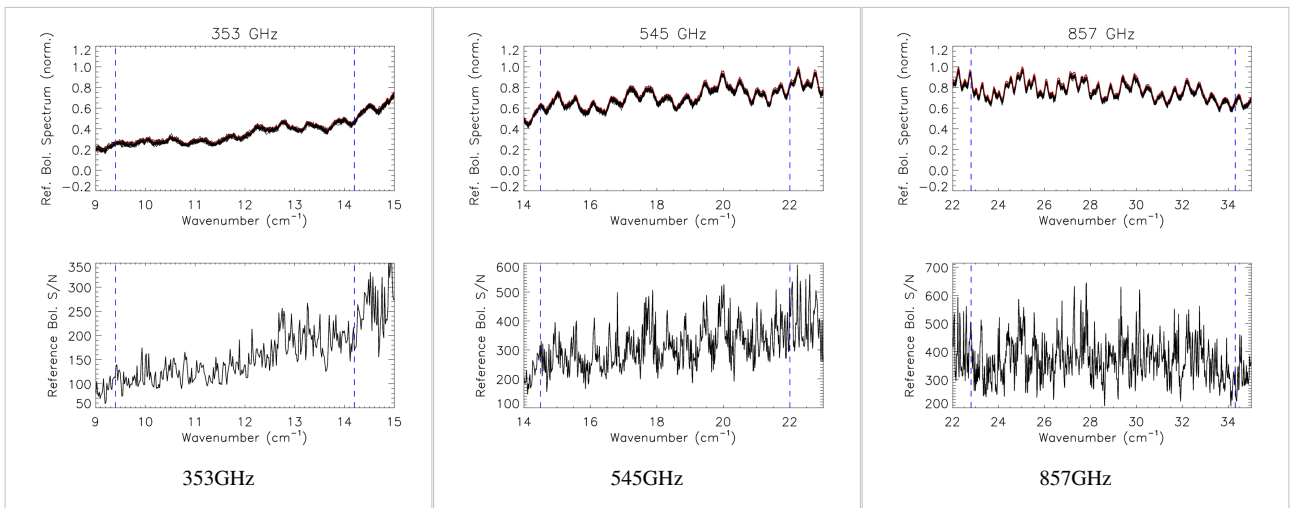 353 GHz
Ref. Bol. Spectrum (norm.)
1.2
1.0
0.8
0.6
0.4
0.2
0.0
−0.2
9 10 11 12 13 14 15
Wavenumber (cm⁻¹)
Reference Bol. S/N
350
300
250
200
150
100
50
9 10 11 12 13 14 15
Wavenumber (cm⁻¹)
353GHz
545 GHz
Ref. Bol. Spectrum (norm.)
1.2
1.0
0.8
0.6
0.4
0.2
0.0
−0.2
14 16 18 20 22
Wavenumber (cm⁻¹)
Reference Bol. S/N
600
500
400
300
200
100
14 16 18 20 22
Wavenumber (cm⁻¹)
545GHz
857 GHz
Ref. Bol. Spectrum (norm.)
1.2
1.0
0.8
0.6
0.4
0.2
0.0
−0.2
22 24 26 28 30 32 34
Wavenumber (cm⁻¹)
Reference Bol. S/N
700
600
500
400
300
200
22 24 26 28 30 32 34
Wavenumber (cm⁻¹)
857GHz